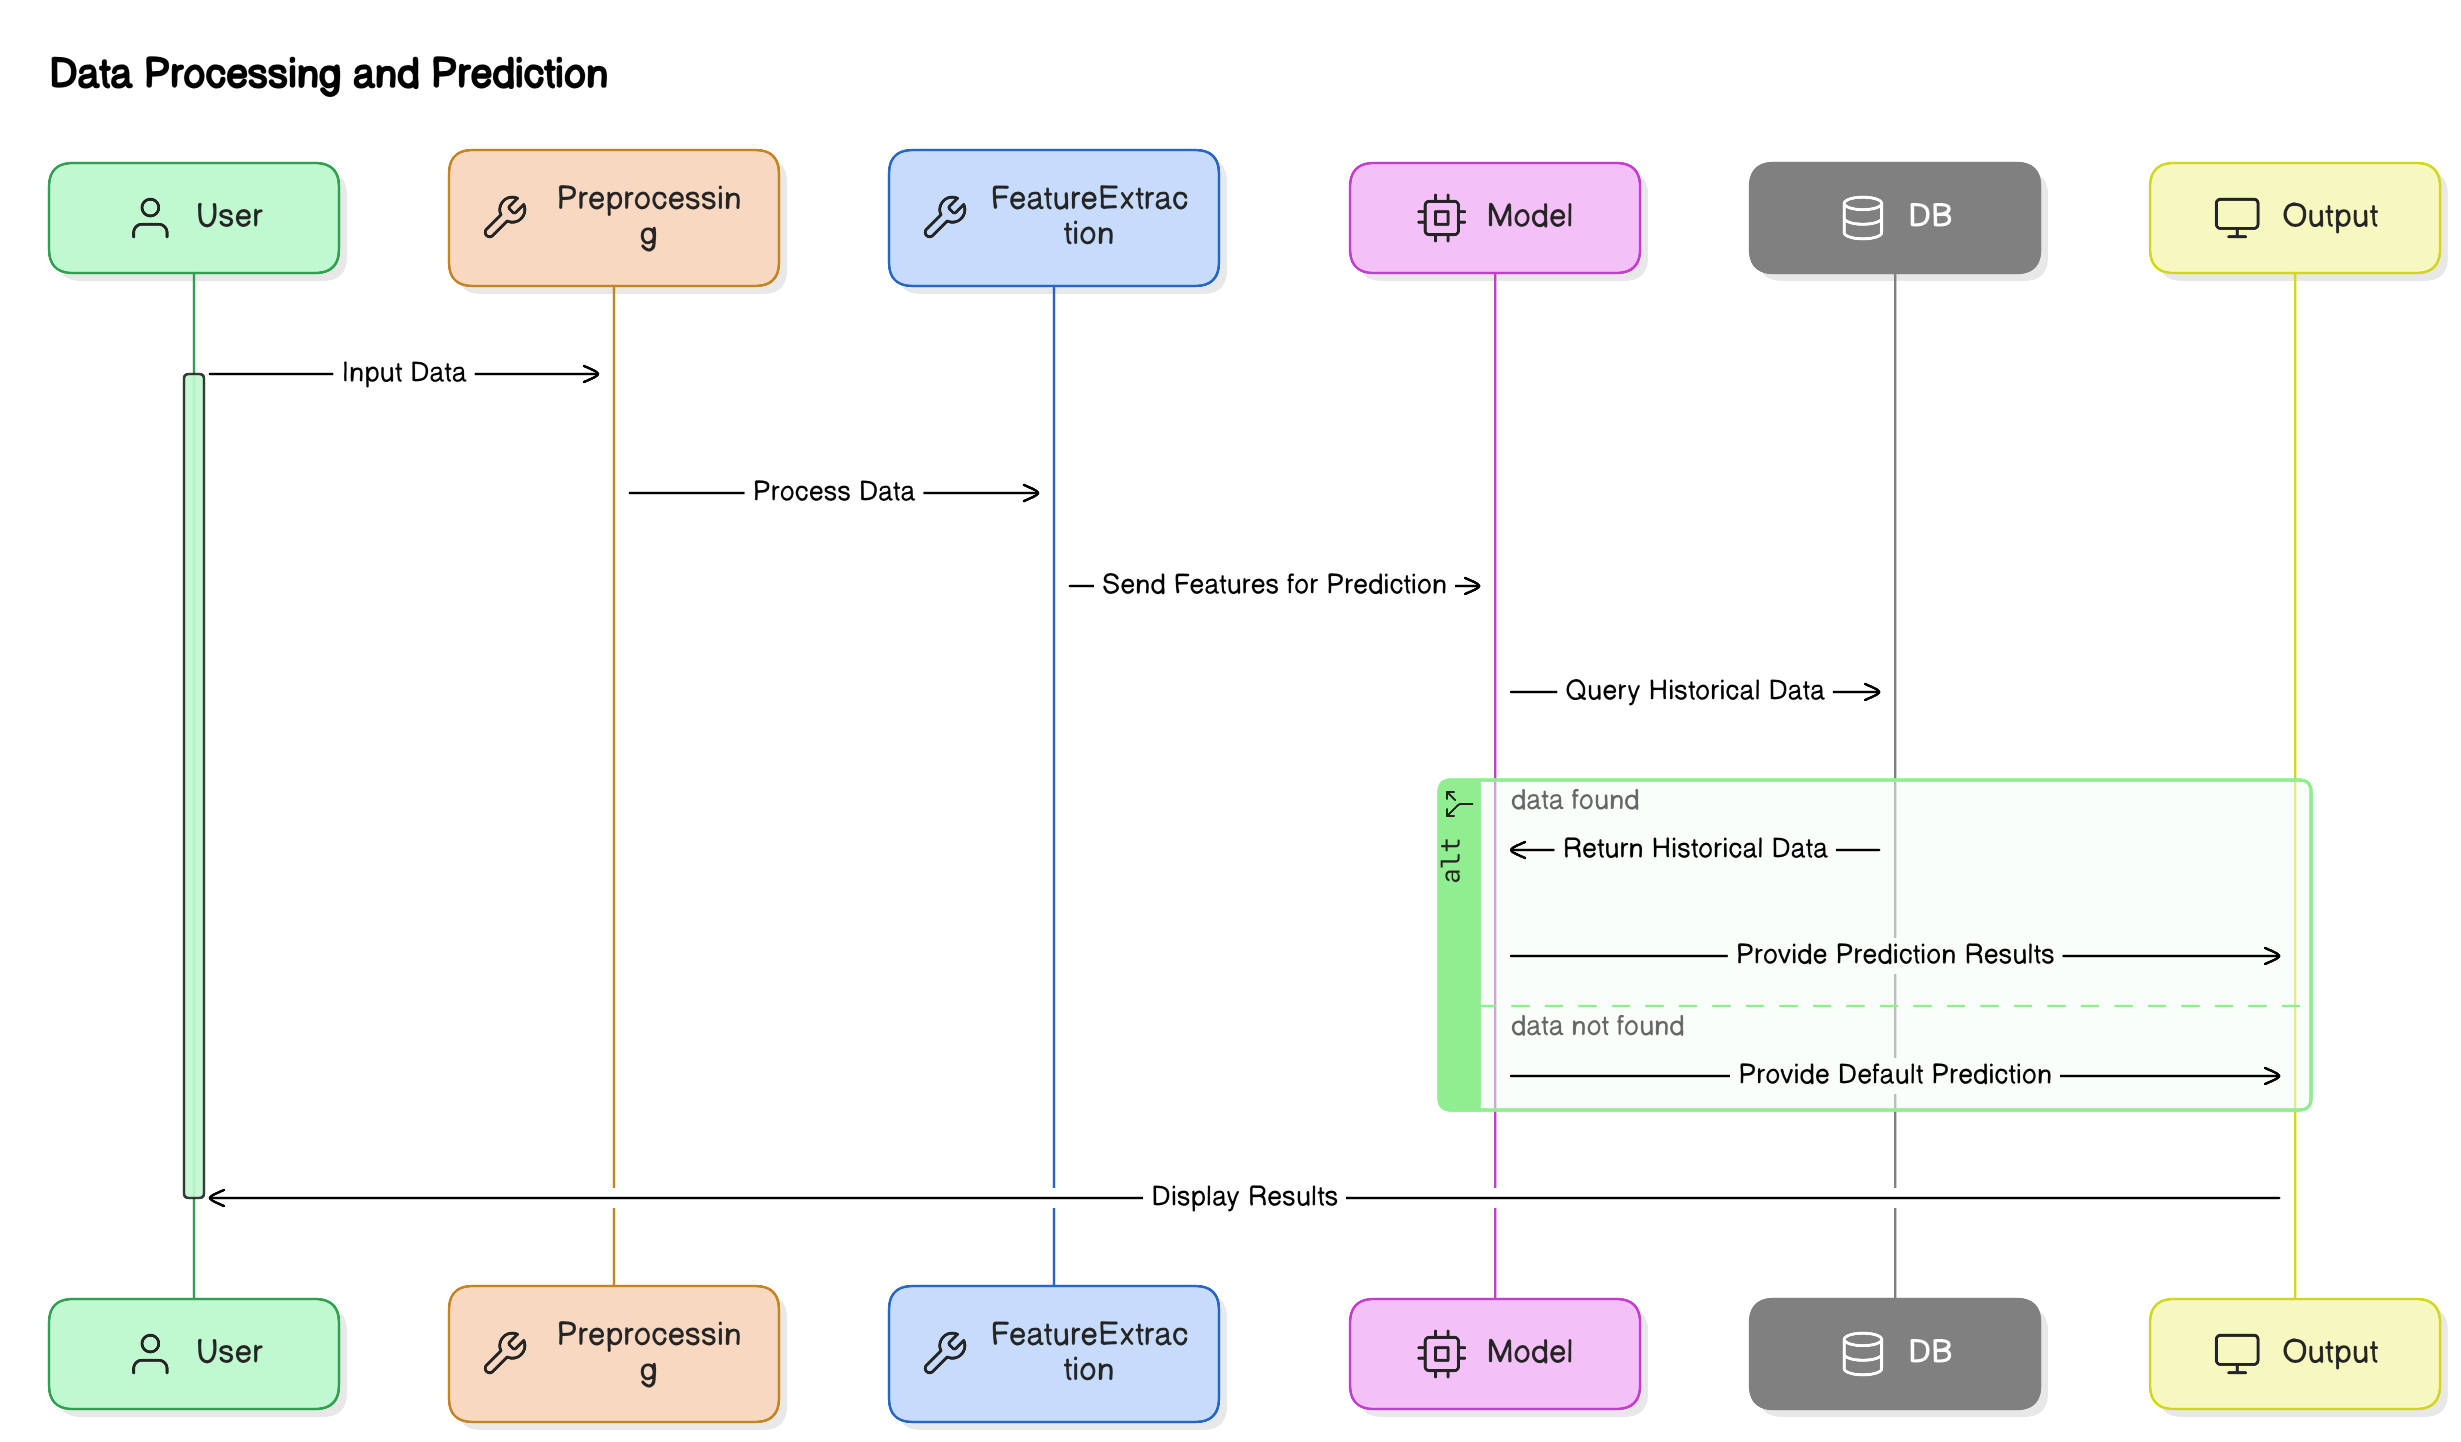 Data Processing and Prediction
User
Preprocessin
g
FeatureExtrac
tion
Model
DB
Output
Input Data
Process Data
Send Features for Prediction
Query Historical Data
alt
data found
Return Historical Data
Provide Prediction Results
data not found
Provide Default Prediction
Display Results
User
Preprocessin
g
FeatureExtrac
tion
Model
DB
Output